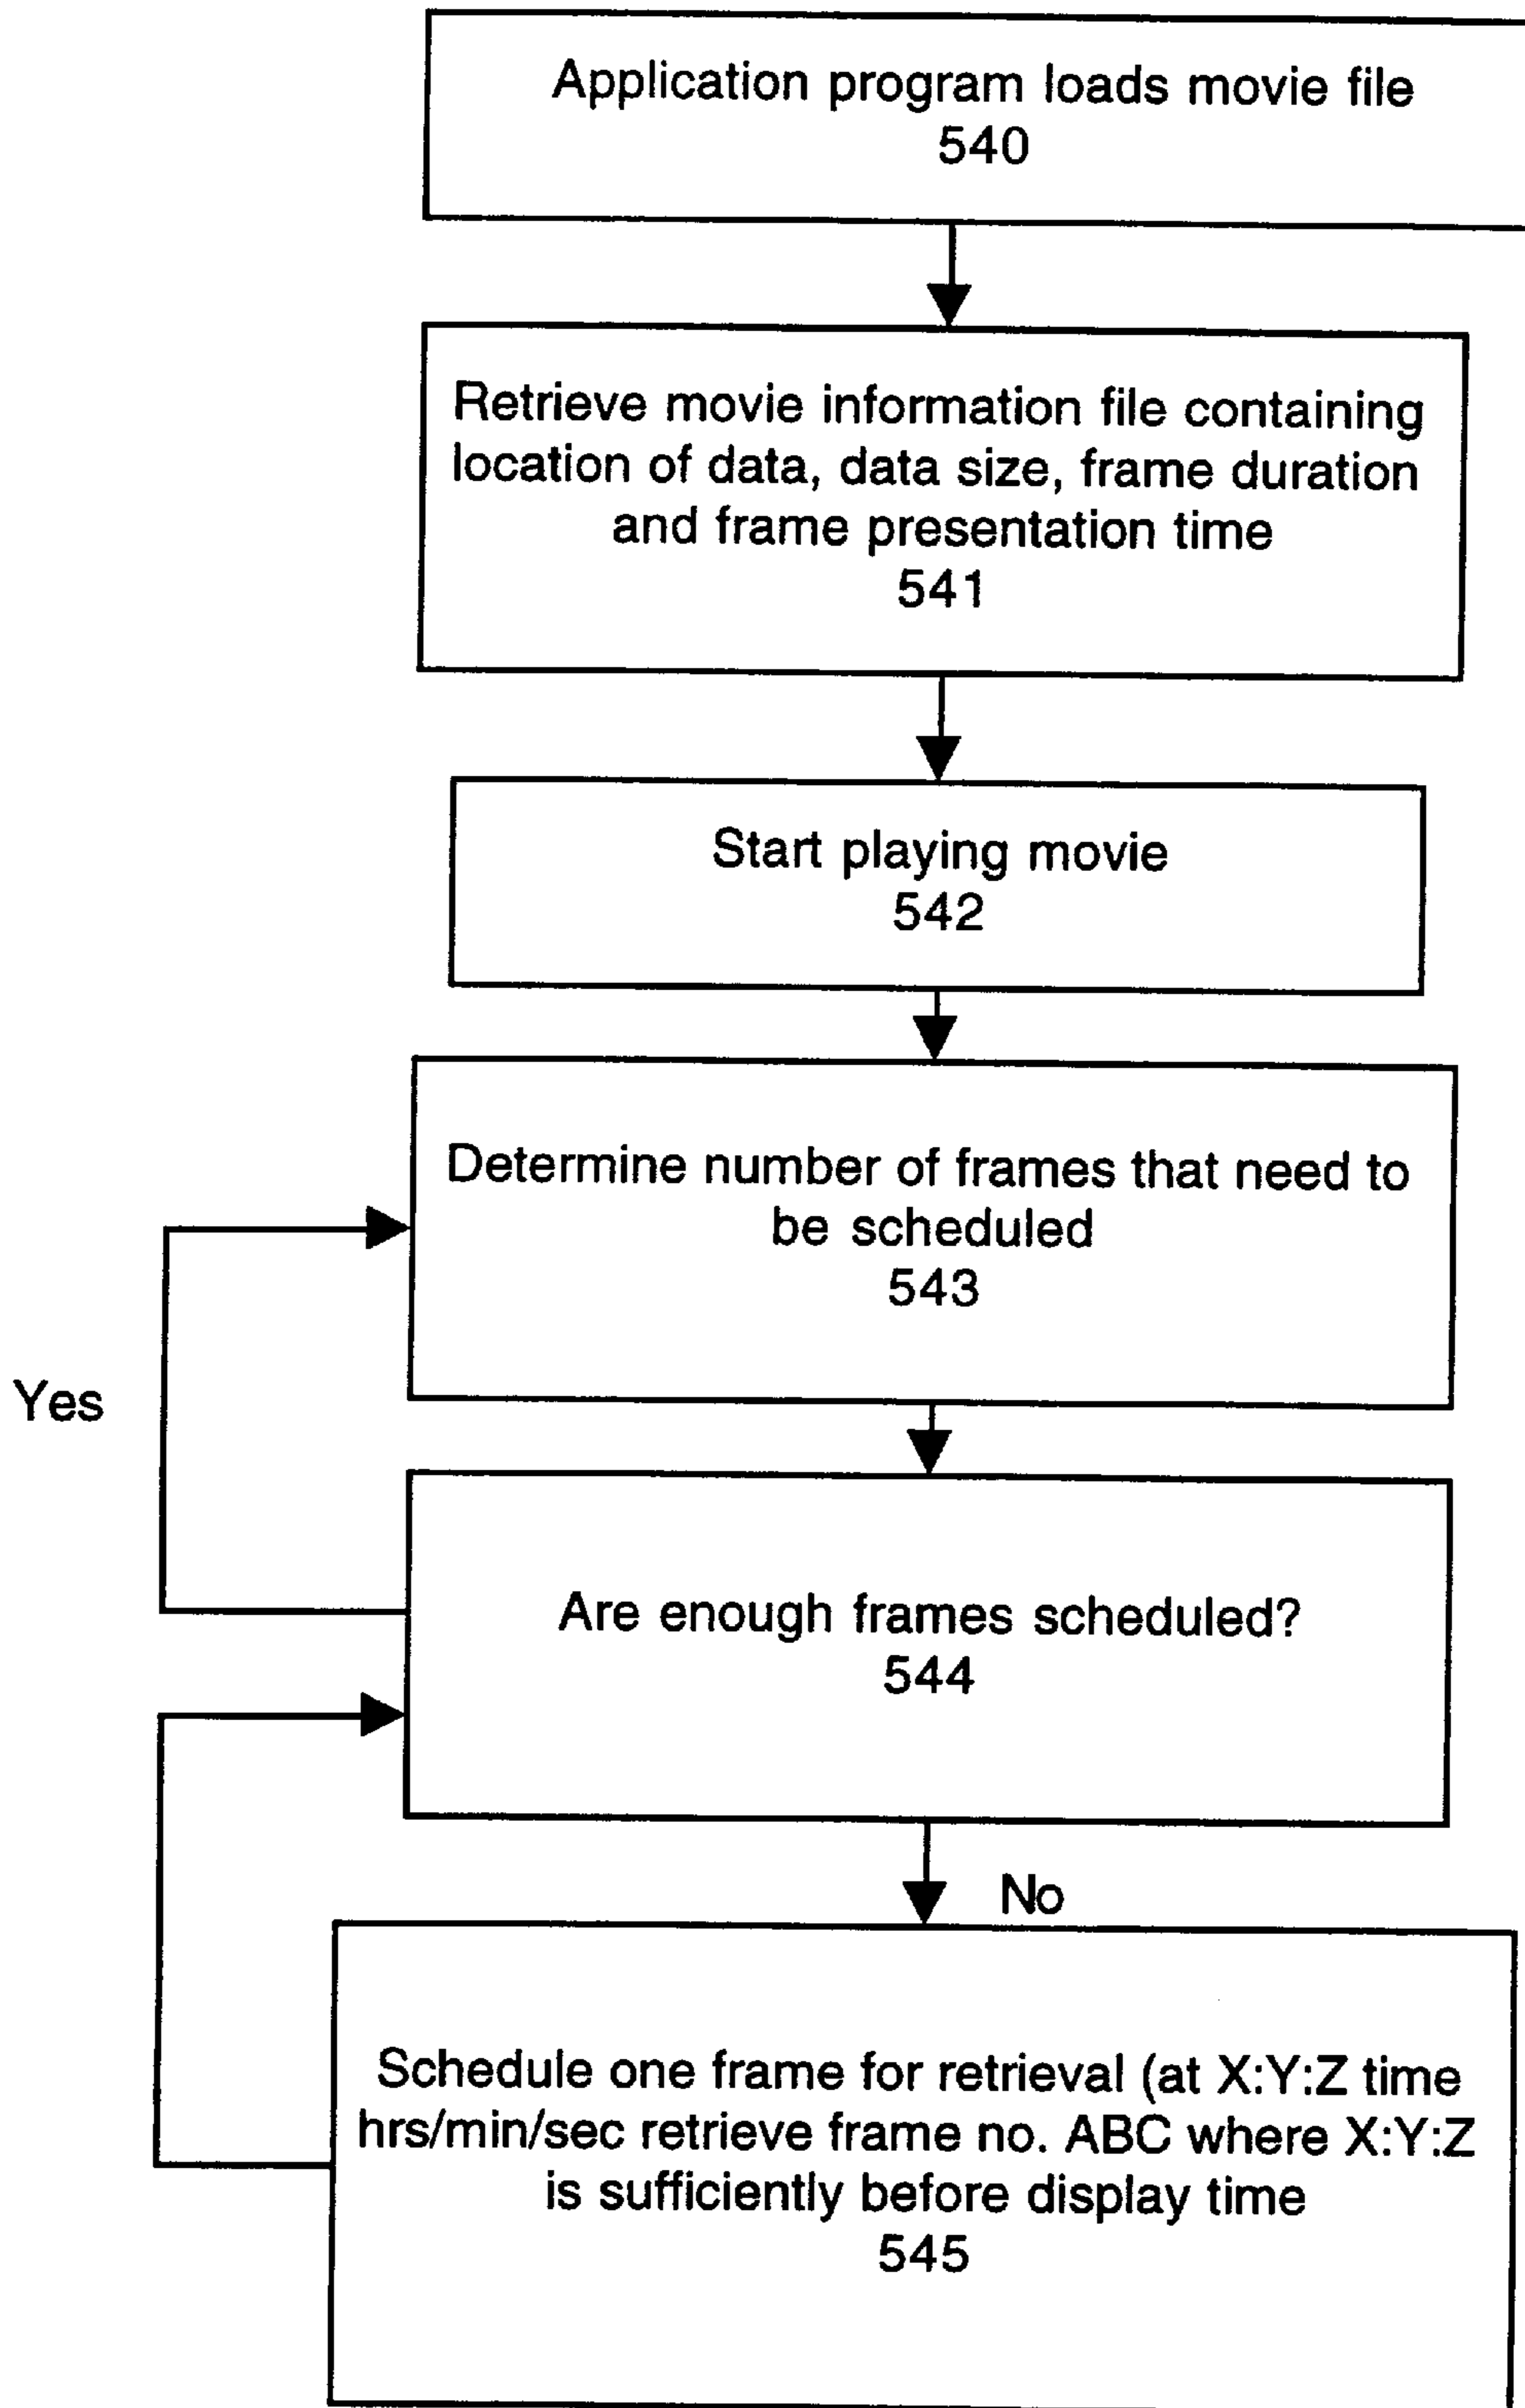 Application program loads movie file
540
Retrieve movie information file containing
location of data, data size, frame duration
and frame presentation time
541
Start playing movie
542
Determine number of frames that need to
be scheduled
543
Yes
Are enough frames scheduled?
544
No
Schedule one frame for retrieval (at X:Y:Z time
hrs/min/sec retrieve frame no. ABC where X:Y:Z
is sufficiently before display time
545